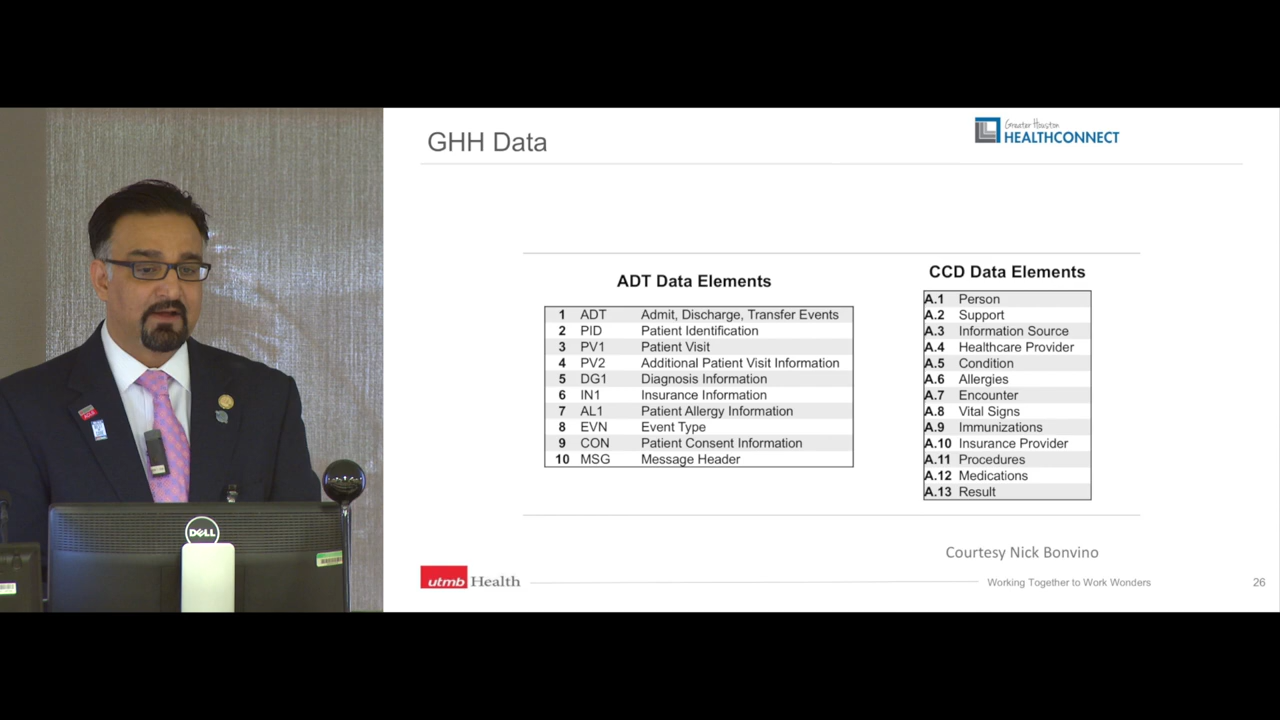 GHH Data
Greater Houston
HEALTHCONNECT
ADT Data Elements
1 ADT Admit, Discharge, Transfer Events
2 PID Patient Identification
3 PV1 Patient Visit
4 PV2 Additional Patient Visit Information
5 DG1 Diagnosis Information
6 IN1 Insurance Information
7 AL1 Patient Allergy Information
8 EVN Event Type
9 CON Patient Consent Information
10 MSG Message Header
CCD Data Elements
A.1 Person
A.2 Support
A.3 Information Source
A.4 Healthcare Provider
A.5 Condition
A.6 Allergies
A.7 Encounter
A.8 Vital Signs
A.9 Immunizations
A.10 Insurance Provider
A.11 Procedures
A.12 Medications
A.13 Result
Courtesy Nick Bonvino
utmb Health
Working Together to Work Wonders
26
DELL